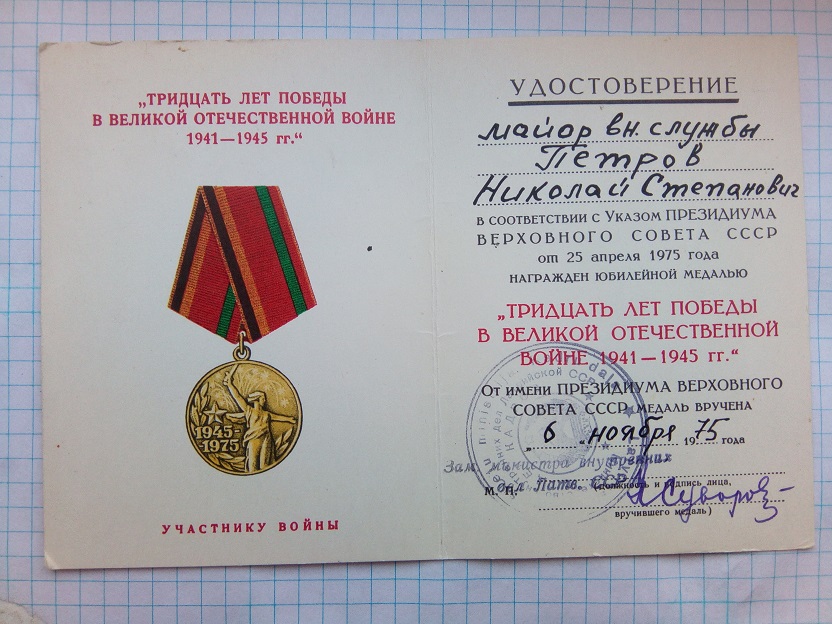 „ТРИДЦАТЬ ЛЕТ ПОБЕДЫ
В ВЕЛИКОЙ ОТЕЧЕСТВЕННОЙ ВОЙНЕ
1941—1945 гг.“
1945-
1975
УЧАСТНИКУ ВОЙНЫ
УДОСТОВЕРЕНИЕ
майор вн. службы
Петров
Николай Степанович
В СООТВЕТСТВИИ С УКАЗОМ ПРЕЗИДИУМА
ВЕРХОВНОГО СОВЕТА СССР
от 25 апреля 1975 года
НАГРАЖДЕН ЮБИЛЕЙНОЙ МЕДАЛЬЮ
„ТРИДЦАТЬ ЛЕТ ПОБЕДЫ
В ВЕЛИКОЙ ОТЕЧЕСТВЕННОЙ
ВОЙНЕ 1941—1945 гг.“
От имени ПРЕЗИДИУМА ВЕРХОВНОГО
СОВЕТА СССР МЕДАЛЬ ВРУЧЕНА
„6 „ ноября 1975 года
Зам. министра внутренних
дел Латв. ССР
М. П. (должность и подпись лица,
Суворов
вручившего медаль)